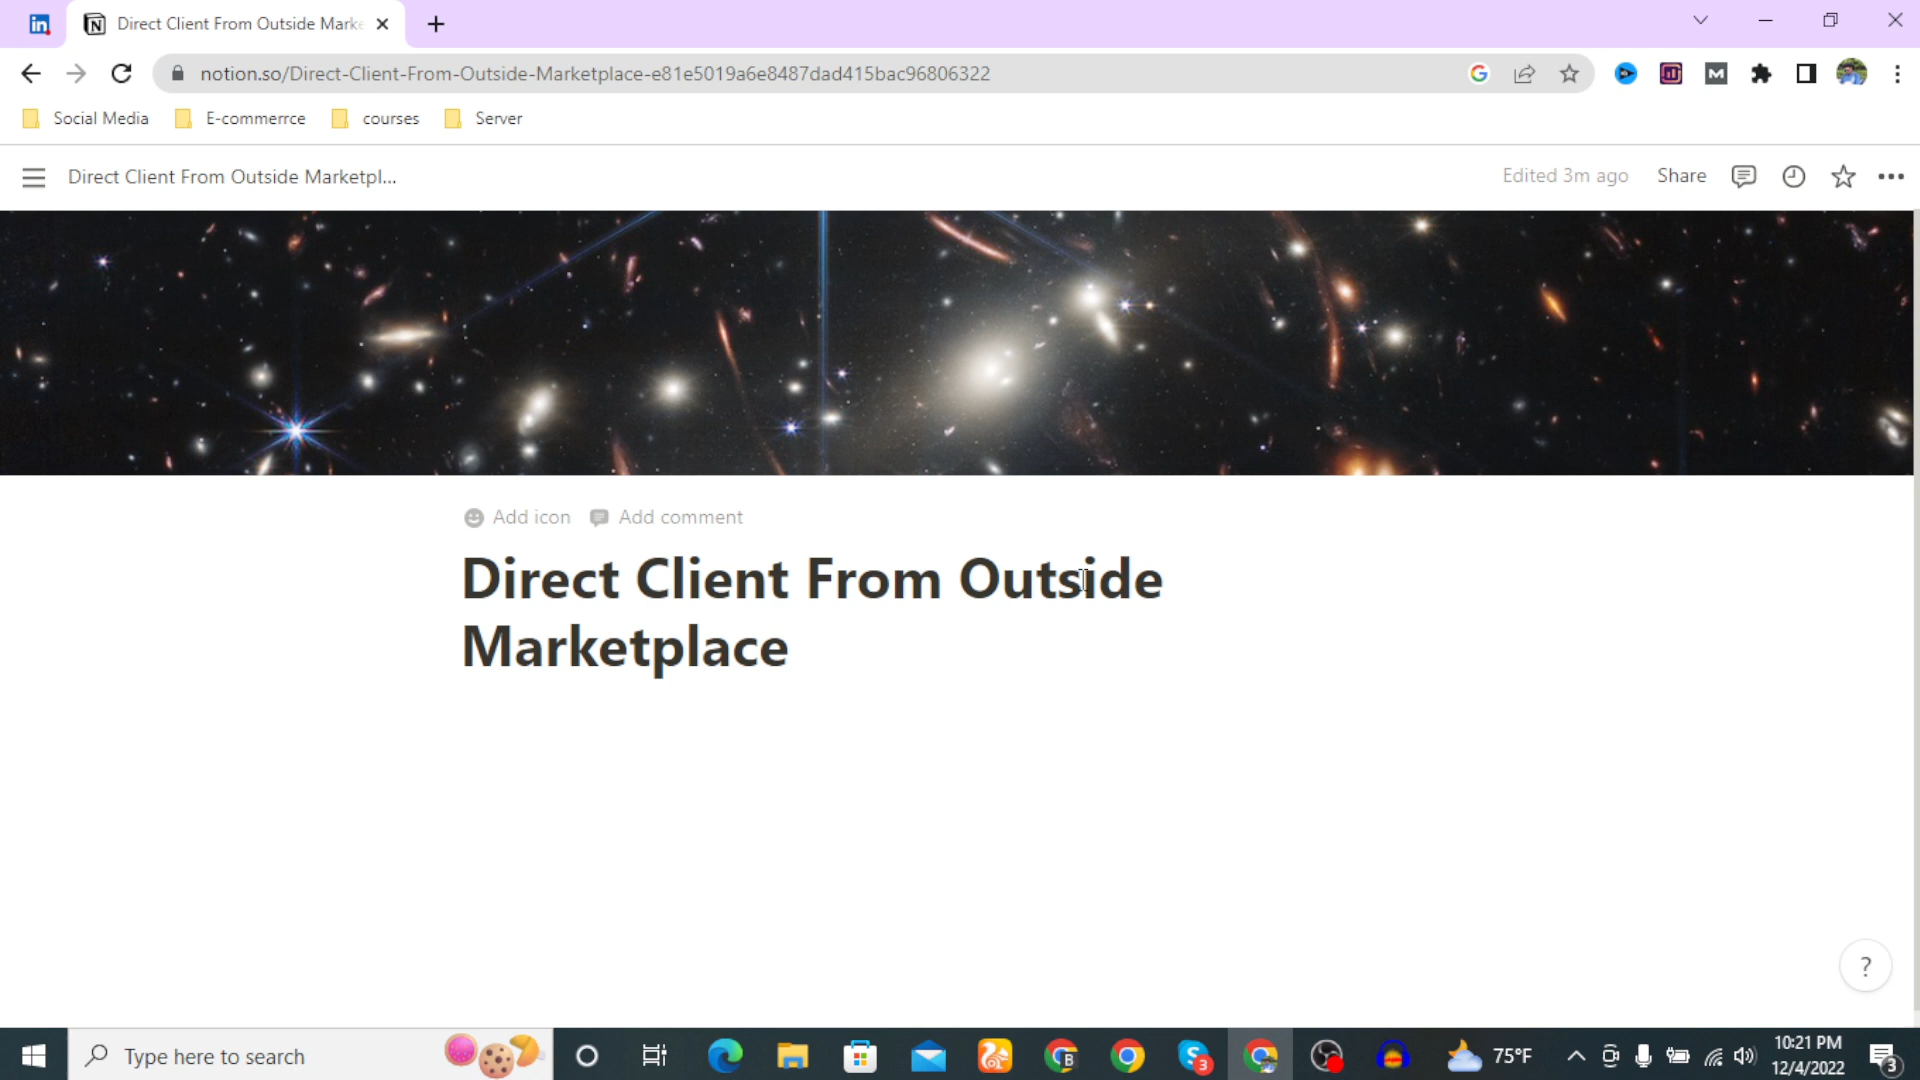 Direct Client From Outside Marke
notion.so/Direct-Client-From-Outside-Marketplace-e81e5019a6e8487dad415bac96806322
Social Media E-commerrce courses Server
Direct Client From Outside Marketpl...
Edited 3m ago Share
Add icon Add comment
Direct Client From Outside
Marketplace
?
Type here to search
75°F
10:21 PM
12/4/2022
3
3